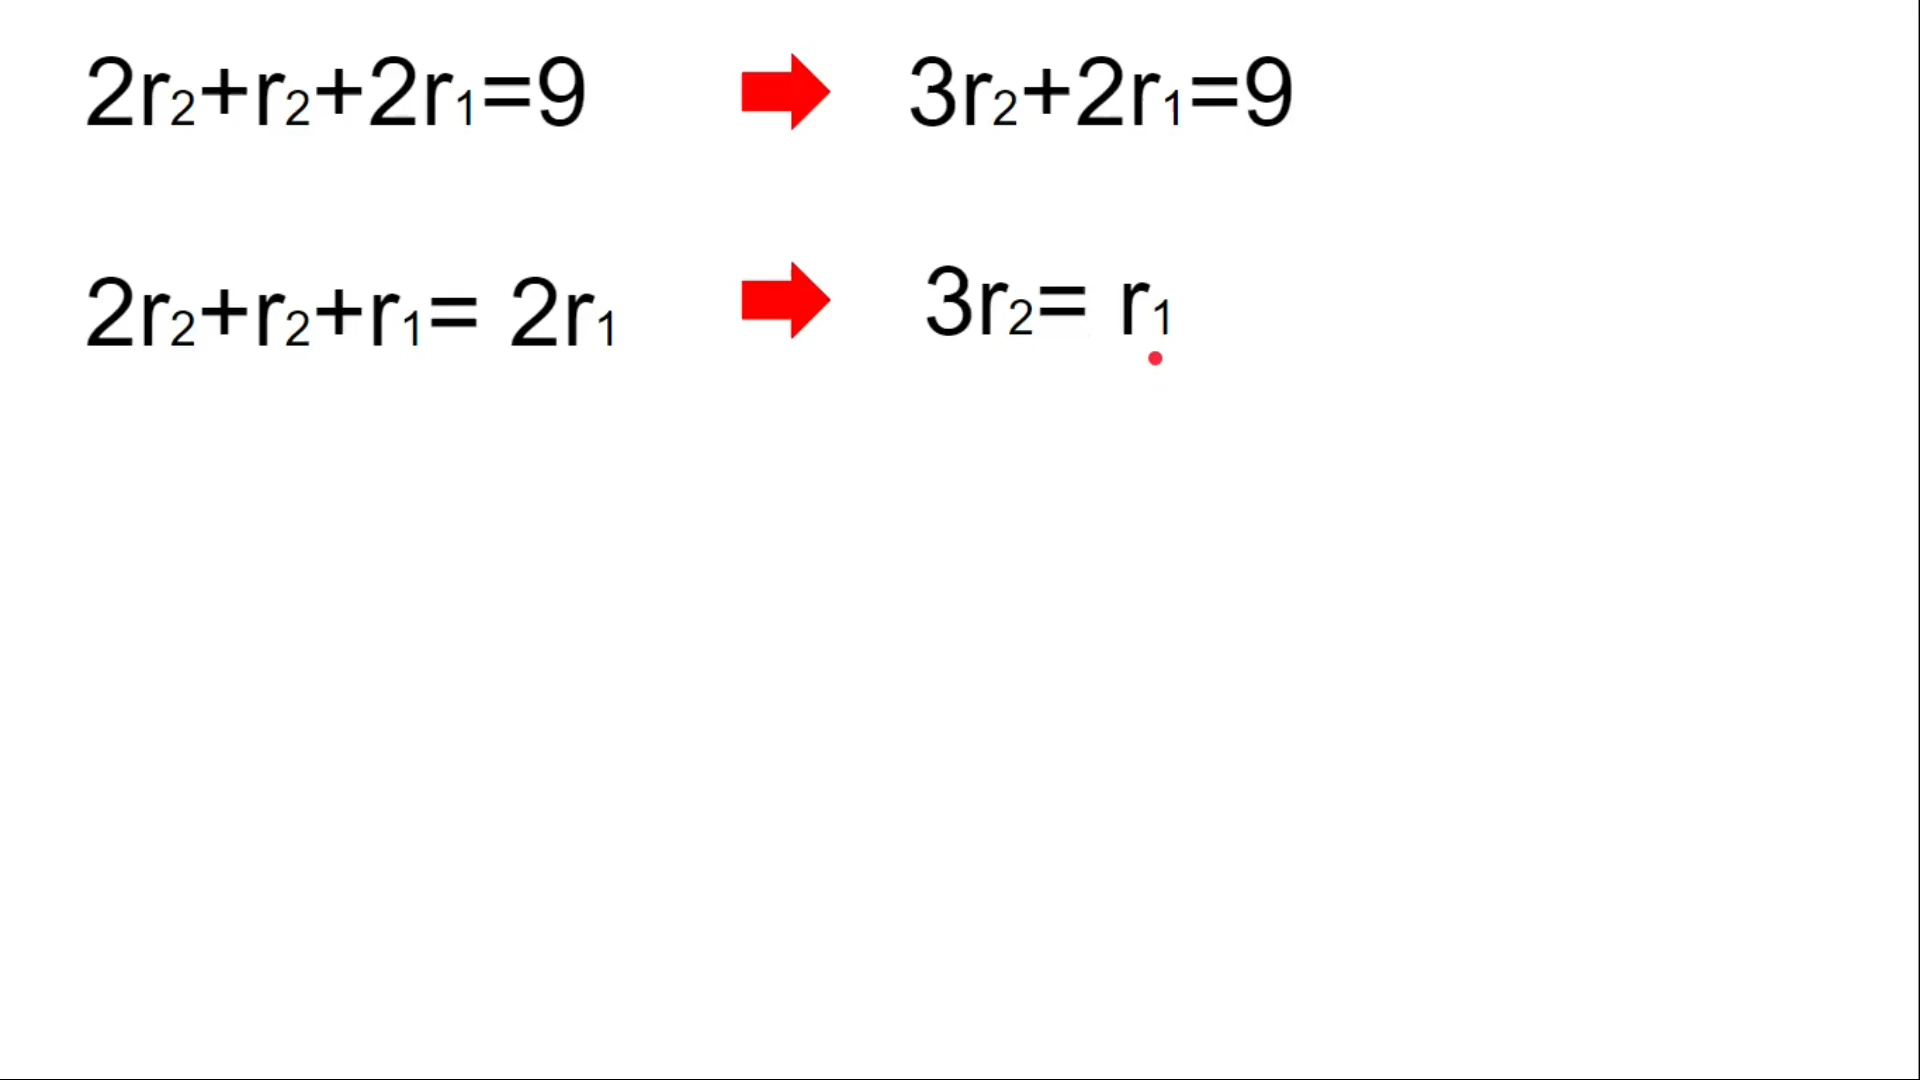 2r₂+r₂+2r₁=9 3r₂+2r₁=9
2r₂+r₂+r₁= 2r₁ 3r₂= r₁